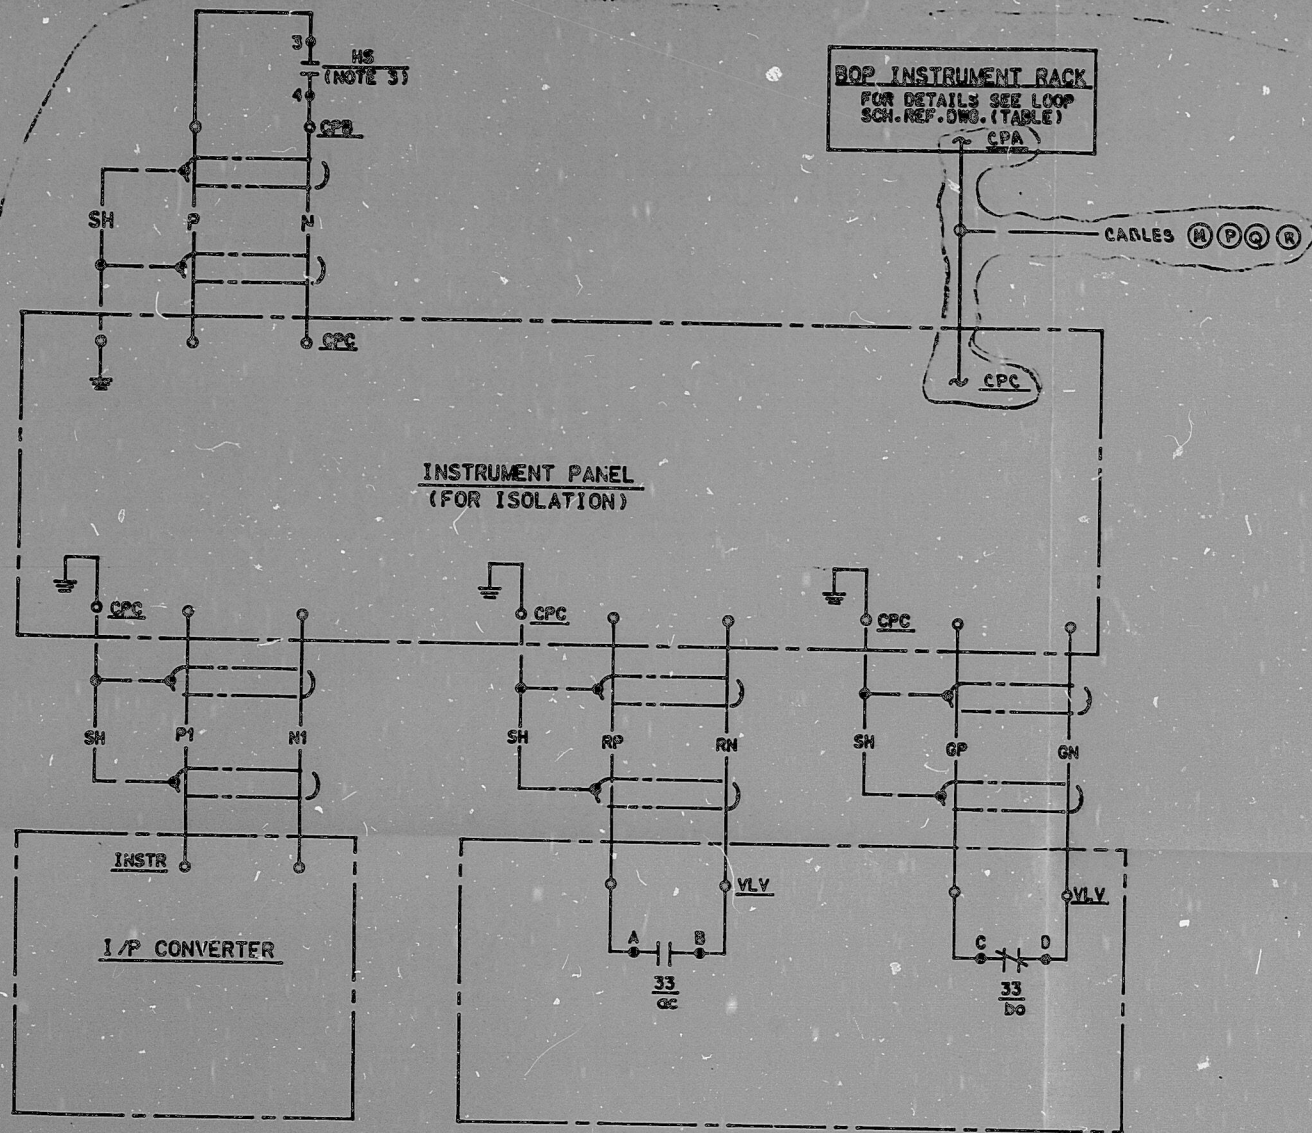 3
HS
(NOTE 3)
4
CPB
SH
P
N
CPC
BOP INSTRUMENT RACK
FOR DETAILS SEE LOOP
SCH.REF.DWG.(TABLE)
CPA
CABLES M P Q R
CPC
INSTRUMENT PANEL
(FOR ISOLATION)
CPC
CPC
CPC
SH
P1
N1
SH
RP
RN
SH
GP
GN
INSTR
I/P CONVERTER
VLV
A
B
33
VLV
C
D
33